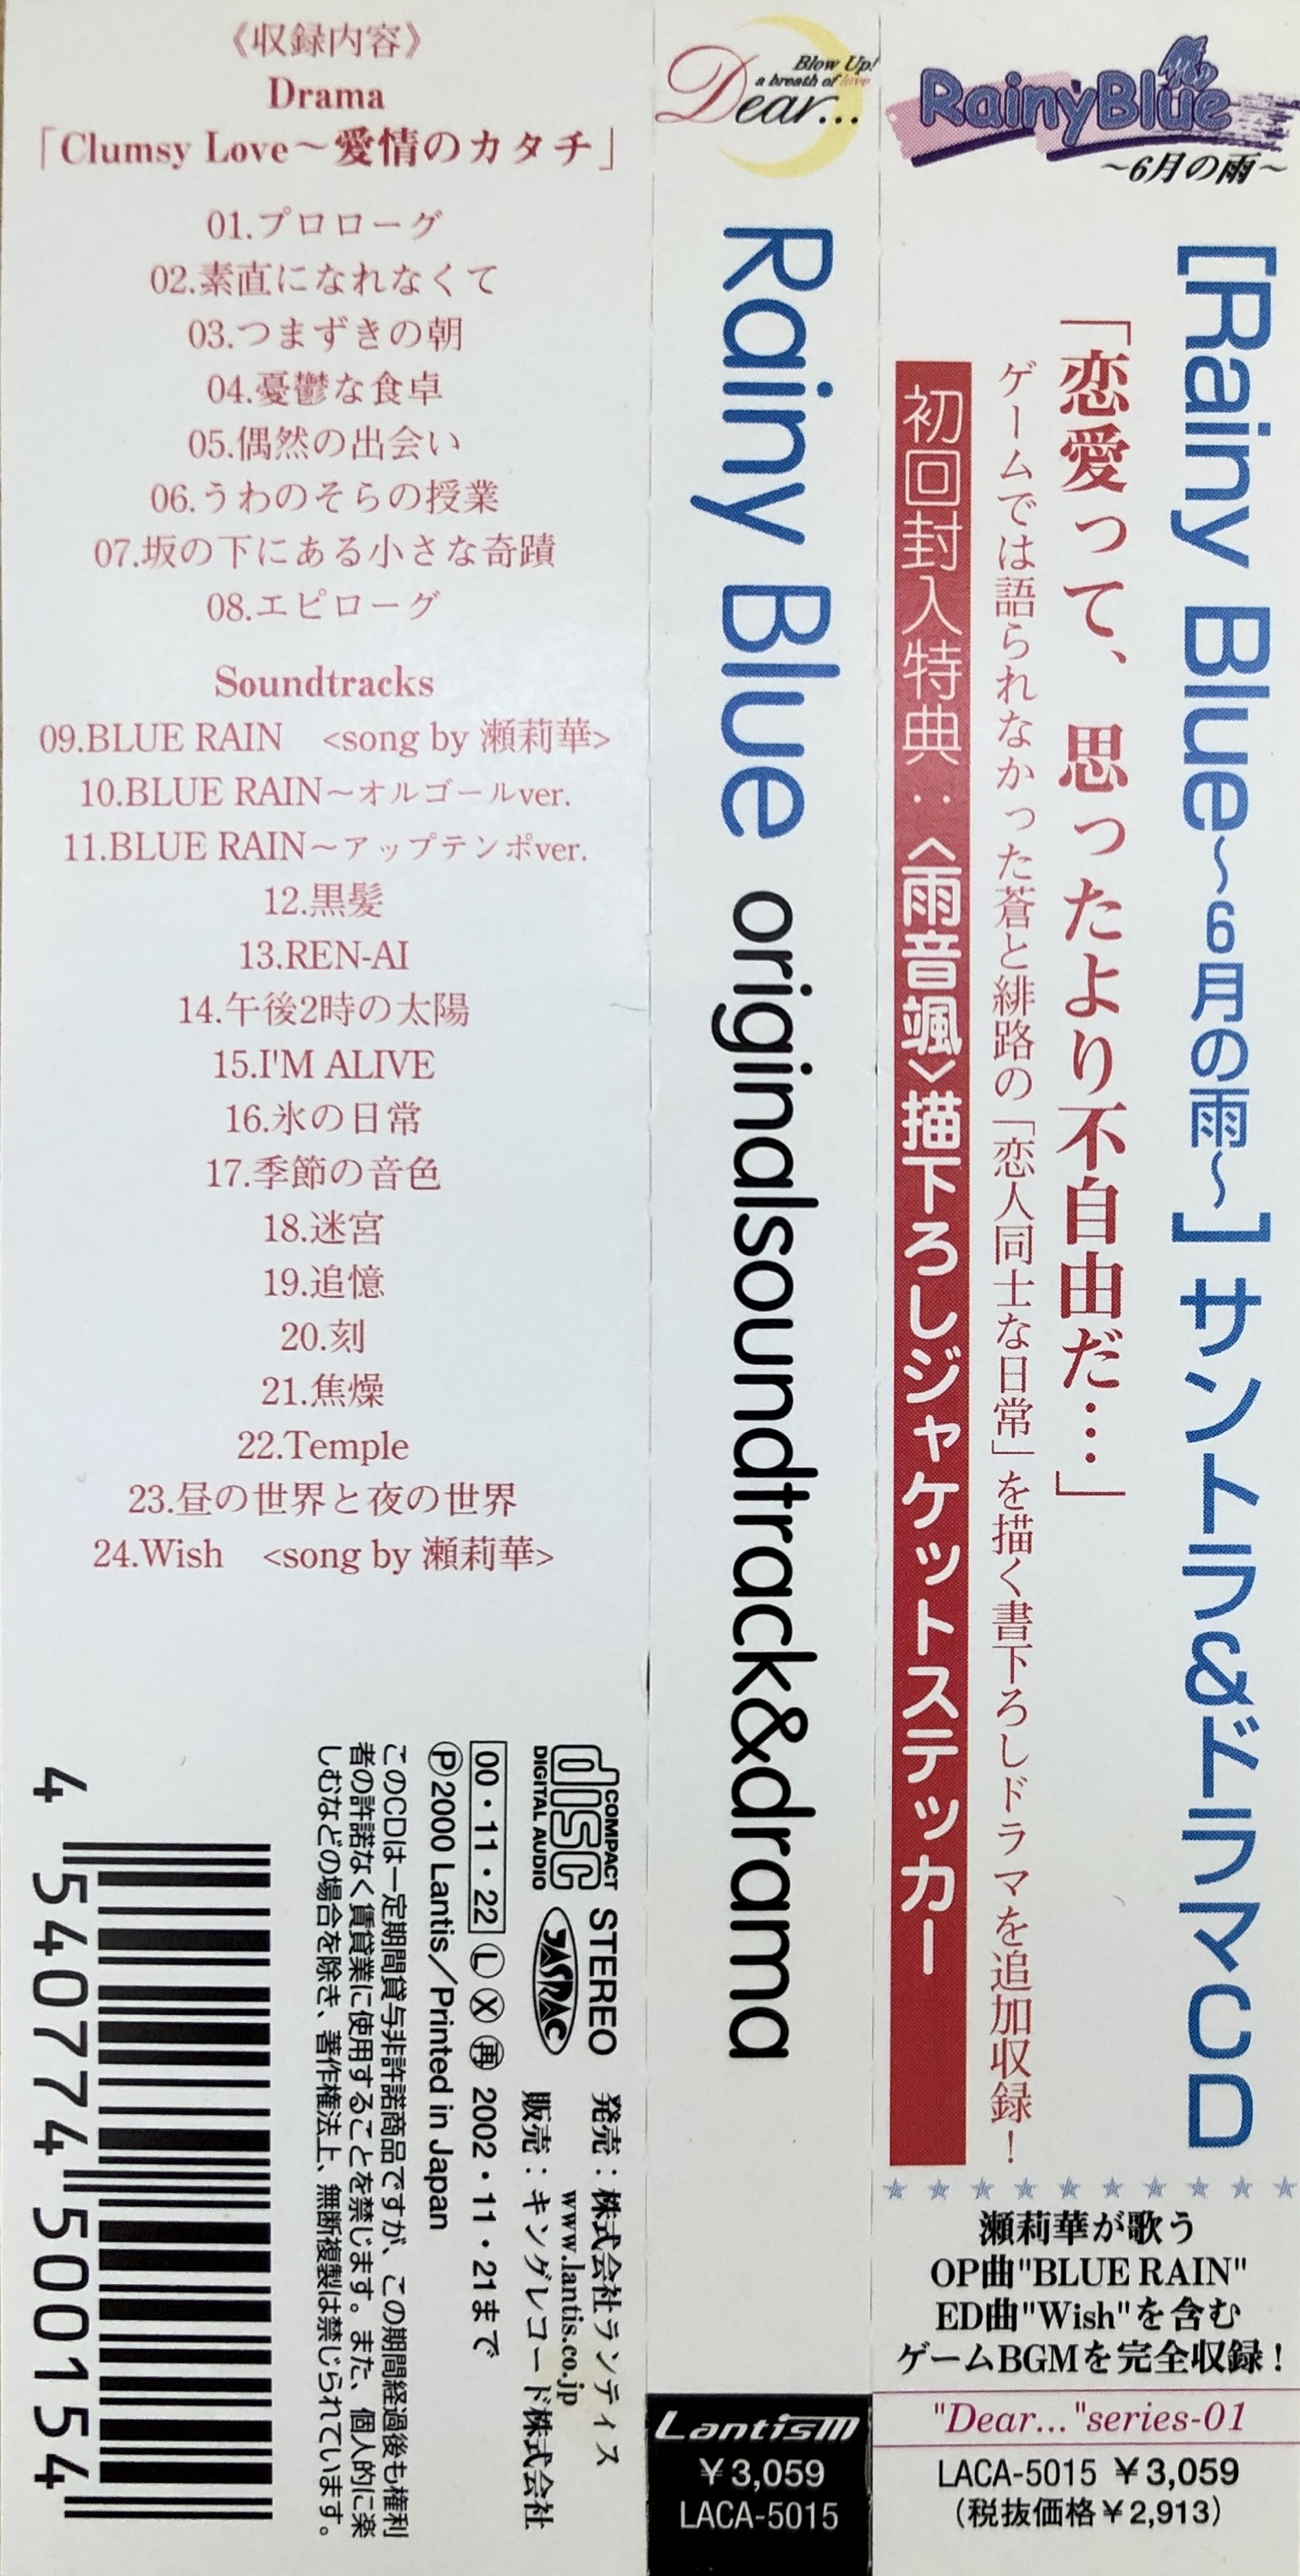 《収録内容》
Drama
「Clumsy Love～愛情のカタチ」
01.プロローグ
02.素直になれなくて
03.つまずきの朝
04.憂鬱な食卓
05.偶然の出会い
06.うわのそらの授業
07.坂の下にある小さな奇蹟
08.エピローグ
Soundtracks
09.BLUE RAIN　<song by 瀬莉華>
10.BLUE RAIN～オルゴールver.
11.BLUE RAIN～アップテンポver.
12.黒髪
13.REN-AI
14.午後2時の太陽
15.I'M ALIVE
16.氷の日常
17.季節の音色
18.迷宮
19.追憶
20.刻
21.焦燥
22.Temple
23.昼の世界と夜の世界
24.Wish　<song by 瀬莉華>
COMPACT
disc
DIGITAL AUDIO
STEREO
JASRAC
発売：株式会社ランティス
www.lantis.co.jp
販売：キングレコード株式会社
00・11・22 Ⓛ Ⓧ ㊢ 2002・11・21まで
Ⓟ2000 Lantis／Printed in Japan
このCDは一定期間貸与非許諾商品ですが、この期間経過後も権利
者の許諾なく賃貸業に使用することを禁じます。また、個人的に楽
しむなどの場合を除き、著作権法上、無断複製は禁じられています。
4 540774 500154
Blow Up!
a breath of love
Dear...
Rainy Blue originalsoundtrack&drama
Lantis
￥3,059
LACA-5015
RainyBlue
～6月の雨～
[Rainy Blue～6月の雨～] サントラ&ドラマCD
「恋愛って、思ったより不自由だ…」
ゲームでは語られなかった蒼と緋路の「恋人同士な日常」を描く書下ろしドラマを追加収録！
初回封入特典：〈雨音颯〉描下ろしジャケットステッカー
瀬莉華が歌う
OP曲"BLUE RAIN"
ED曲"Wish"を含む
ゲームBGMを完全収録！
"Dear..."series-01
LACA-5015 ￥3,059
（税抜価格￥2,913）